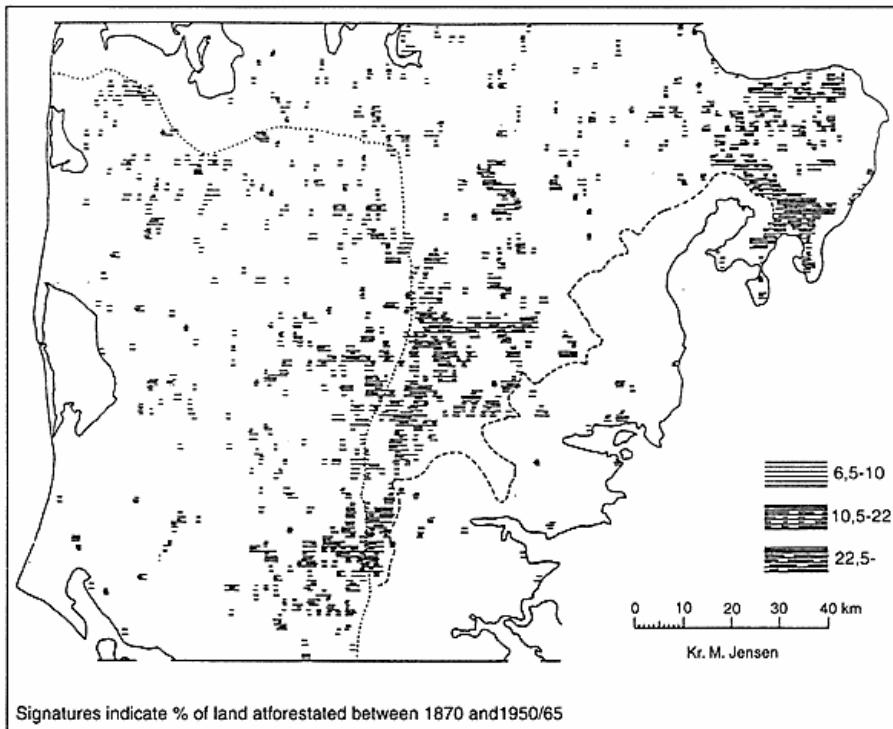 6,5-10
10,5-22
22,5-
0 10 20 30 40 km
Kr. M. Jensen
Signatures indicate % of land atforestated between 1870 and1950/65